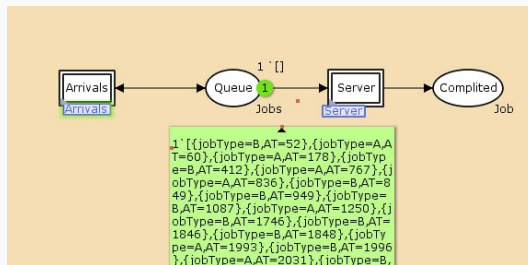 1`[]
Arrivals
Queue
1
Server
Complited
Arrivals
Jobs
Server
Job
1`[{jobType=B,AT=52},{jobType=A,A
T=60},{jobType=A,AT=178},{jobTyp
e=B,AT=412},{jobType=A,AT=767},{j
obType=A,AT=836},{jobType=B,AT=8
49},{jobType=B,AT=949},{jobType=
B,AT=1087},{jobType=A,AT=1250},{j
obType=B,AT=1746},{jobType=B,AT=
1846},{jobType=B,AT=1848},{jobTy
pe=A,AT=1993},{jobType=B,AT=1996
},{jobType=A,AT=2031},{jobType=B,